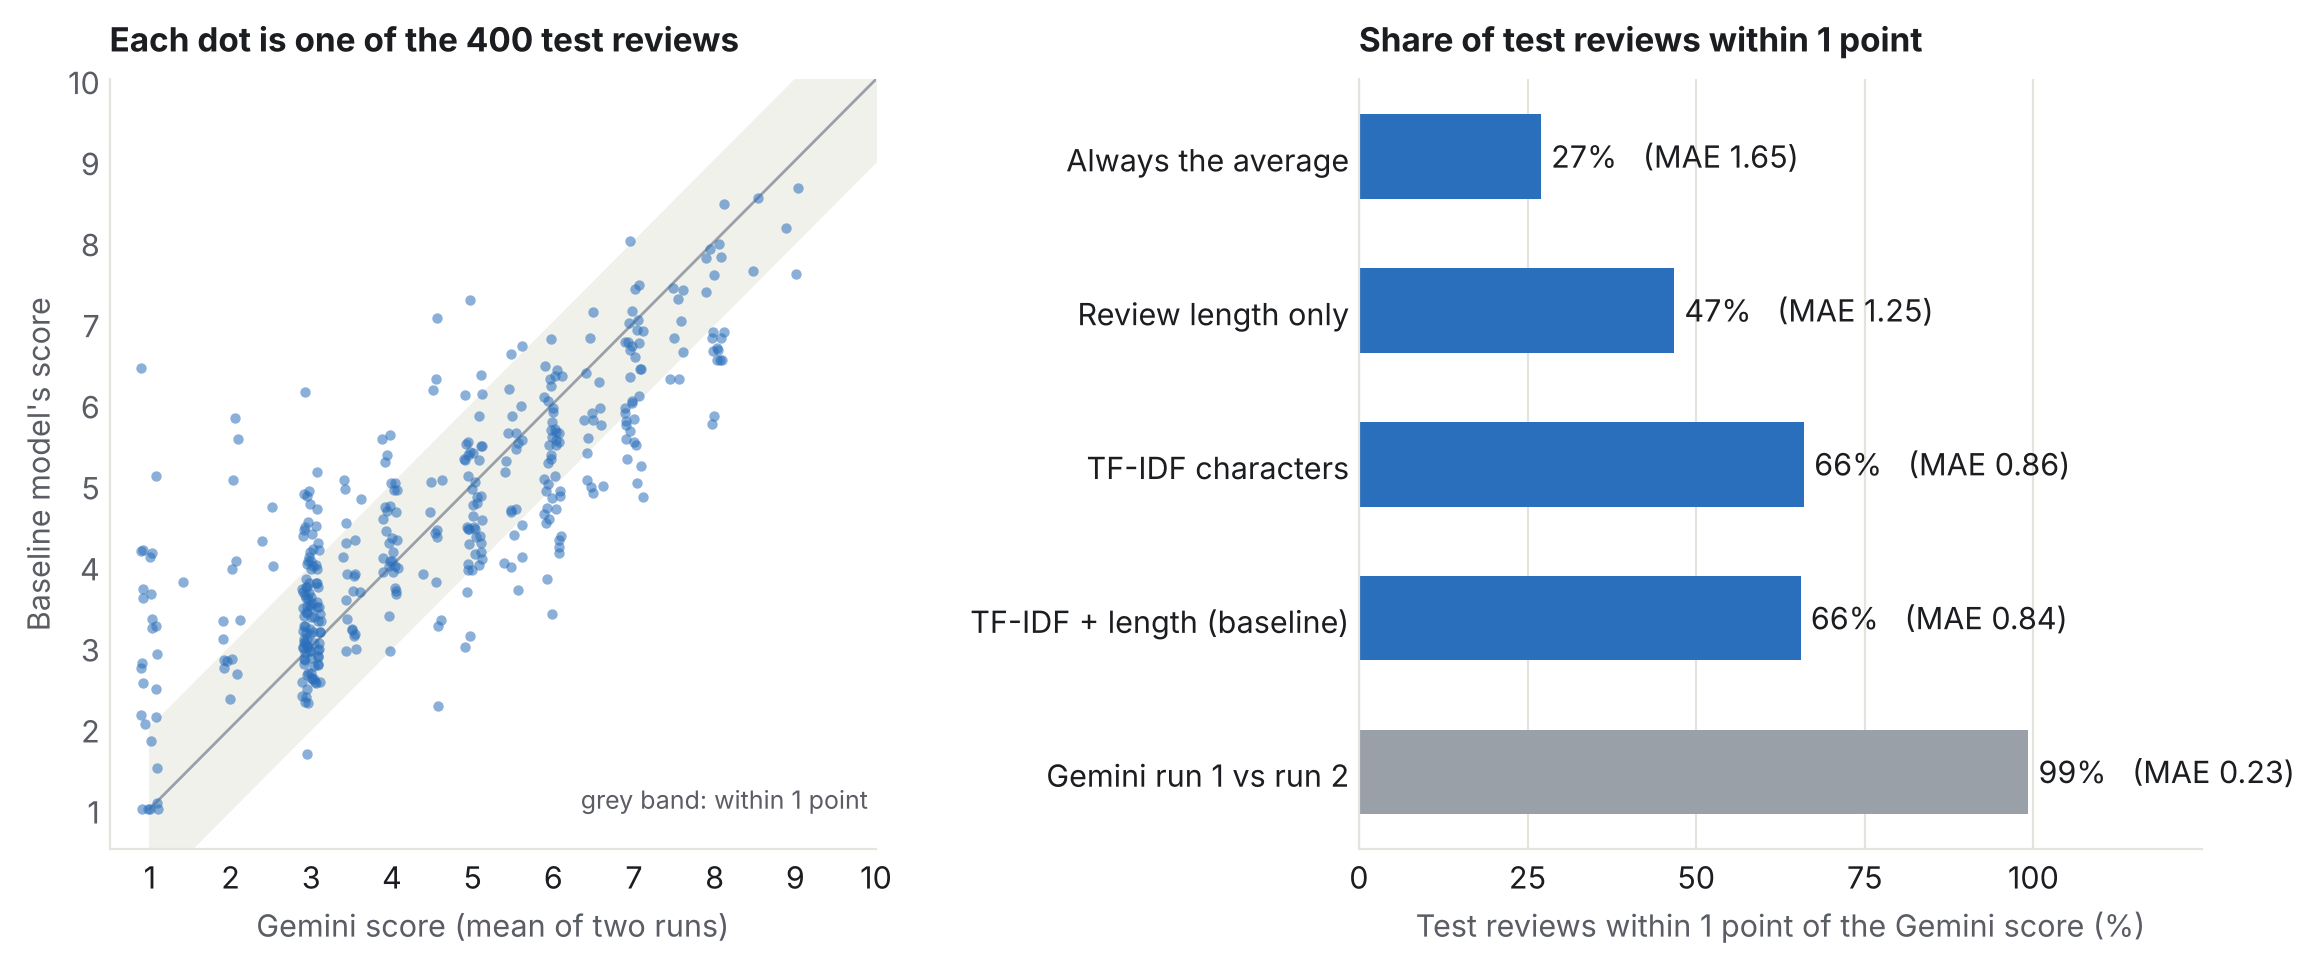 Each dot is one of the 400 test reviews
10
9
8
7
6
5
4
3
2
1
Baseline model's score
grey band: within 1 point
1 2 3 4 5 6 7 8 9 10
Gemini score (mean of two runs)
Share of test reviews within 1 point
Always the average 27% (MAE 1.65)
Review length only 47% (MAE 1.25)
TF-IDF characters 66% (MAE 0.86)
TF-IDF + length (baseline) 66% (MAE 0.84)
Gemini run 1 vs run 2 99% (MAE 0.23)
0 25 50 75 100
Test reviews within 1 point of the Gemini score (%)